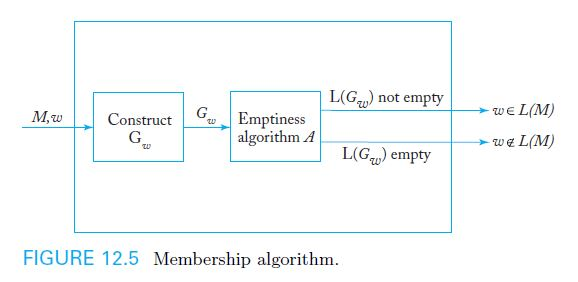 L(G_w) not empty
M,w
Construct
G_w
G_w
Emptiness
algorithm A
w∈ L(M)
w∉ L(M)
L(G_w) empty
FIGURE 12.5 Membership algorithm.